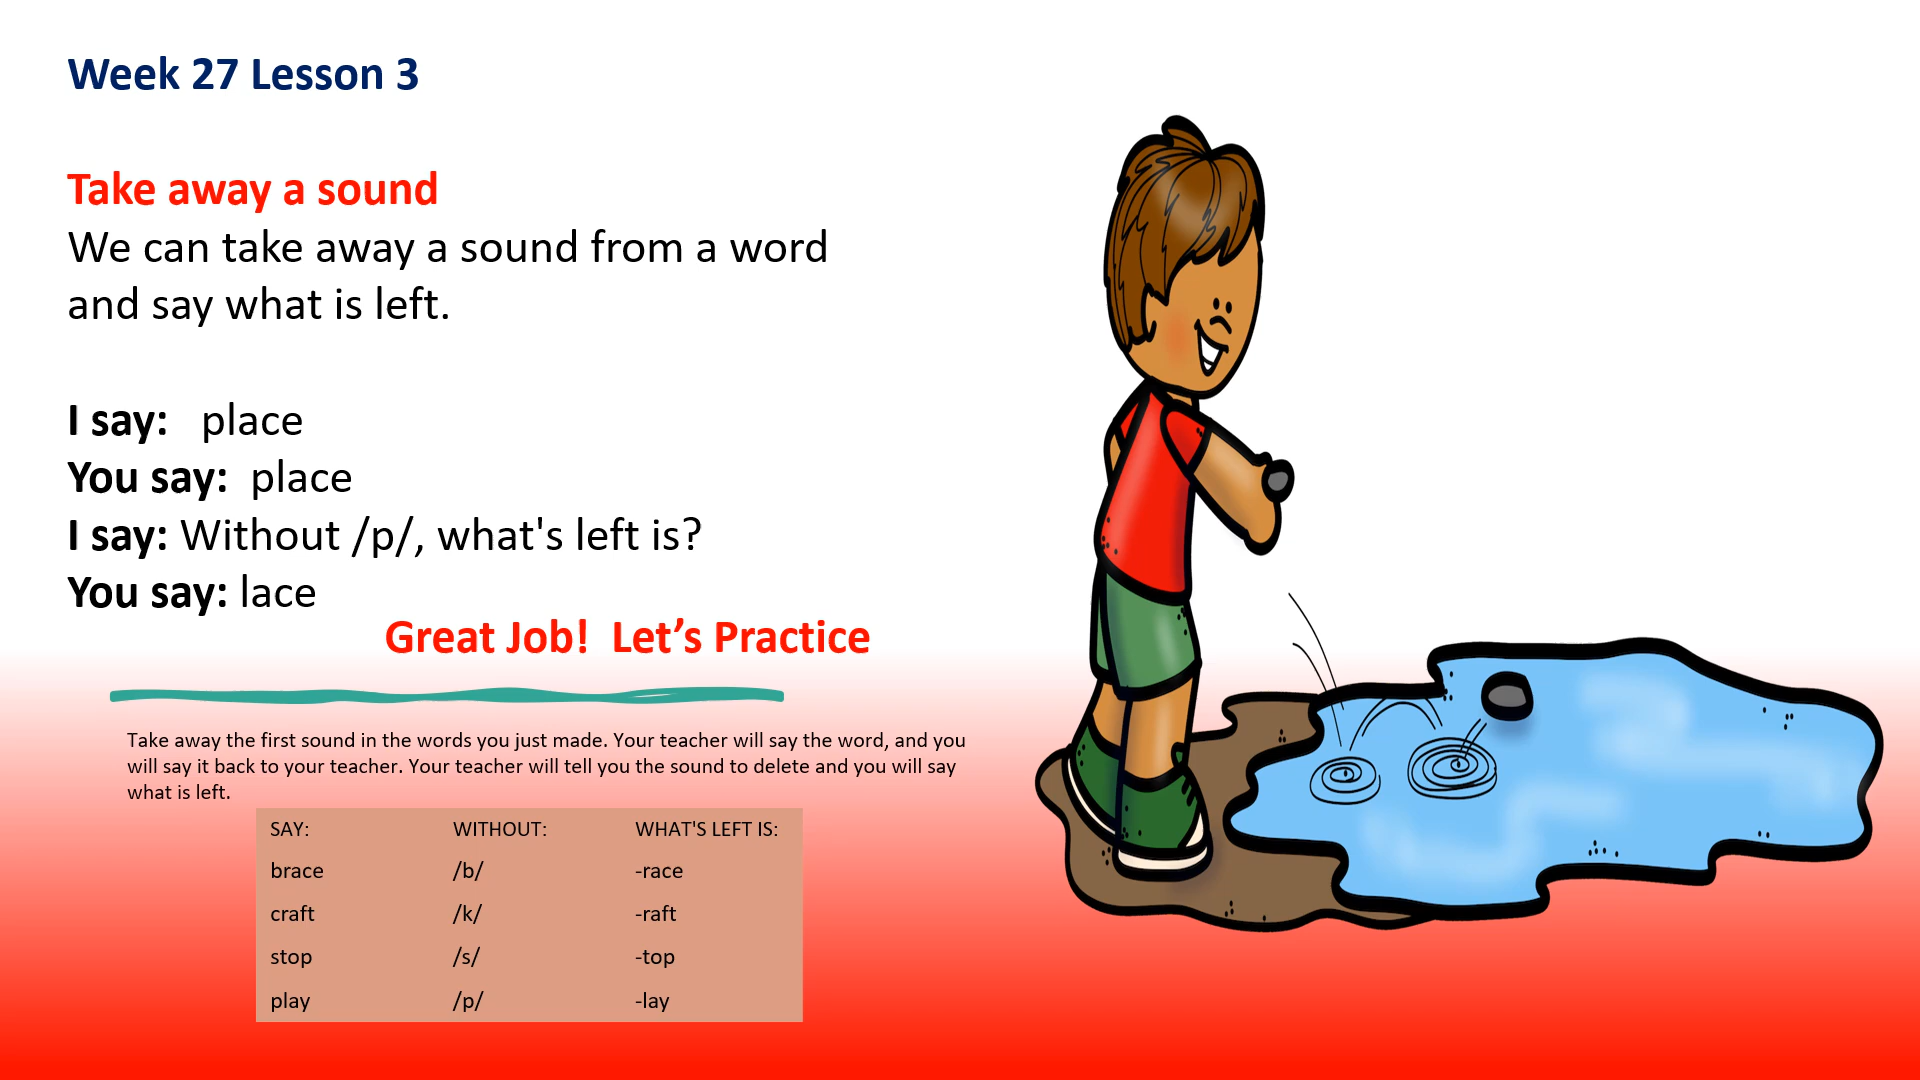 Week 27 Lesson 3
Take away a sound
We can take away a sound from a word
and say what is left.
I say: place
You say: place
I say: Without /p/, what's left is?
You say: lace
Great Job! Let’s Practice
Take away the first sound in the words you just made. Your teacher will say the word, and you
will say it back to your teacher. Your teacher will tell you the sound to delete and you will say
what is left.
SAY: WITHOUT: WHAT'S LEFT IS:
brace /b/ -race
craft /k/ -raft
stop /s/ -top
play /p/ -lay